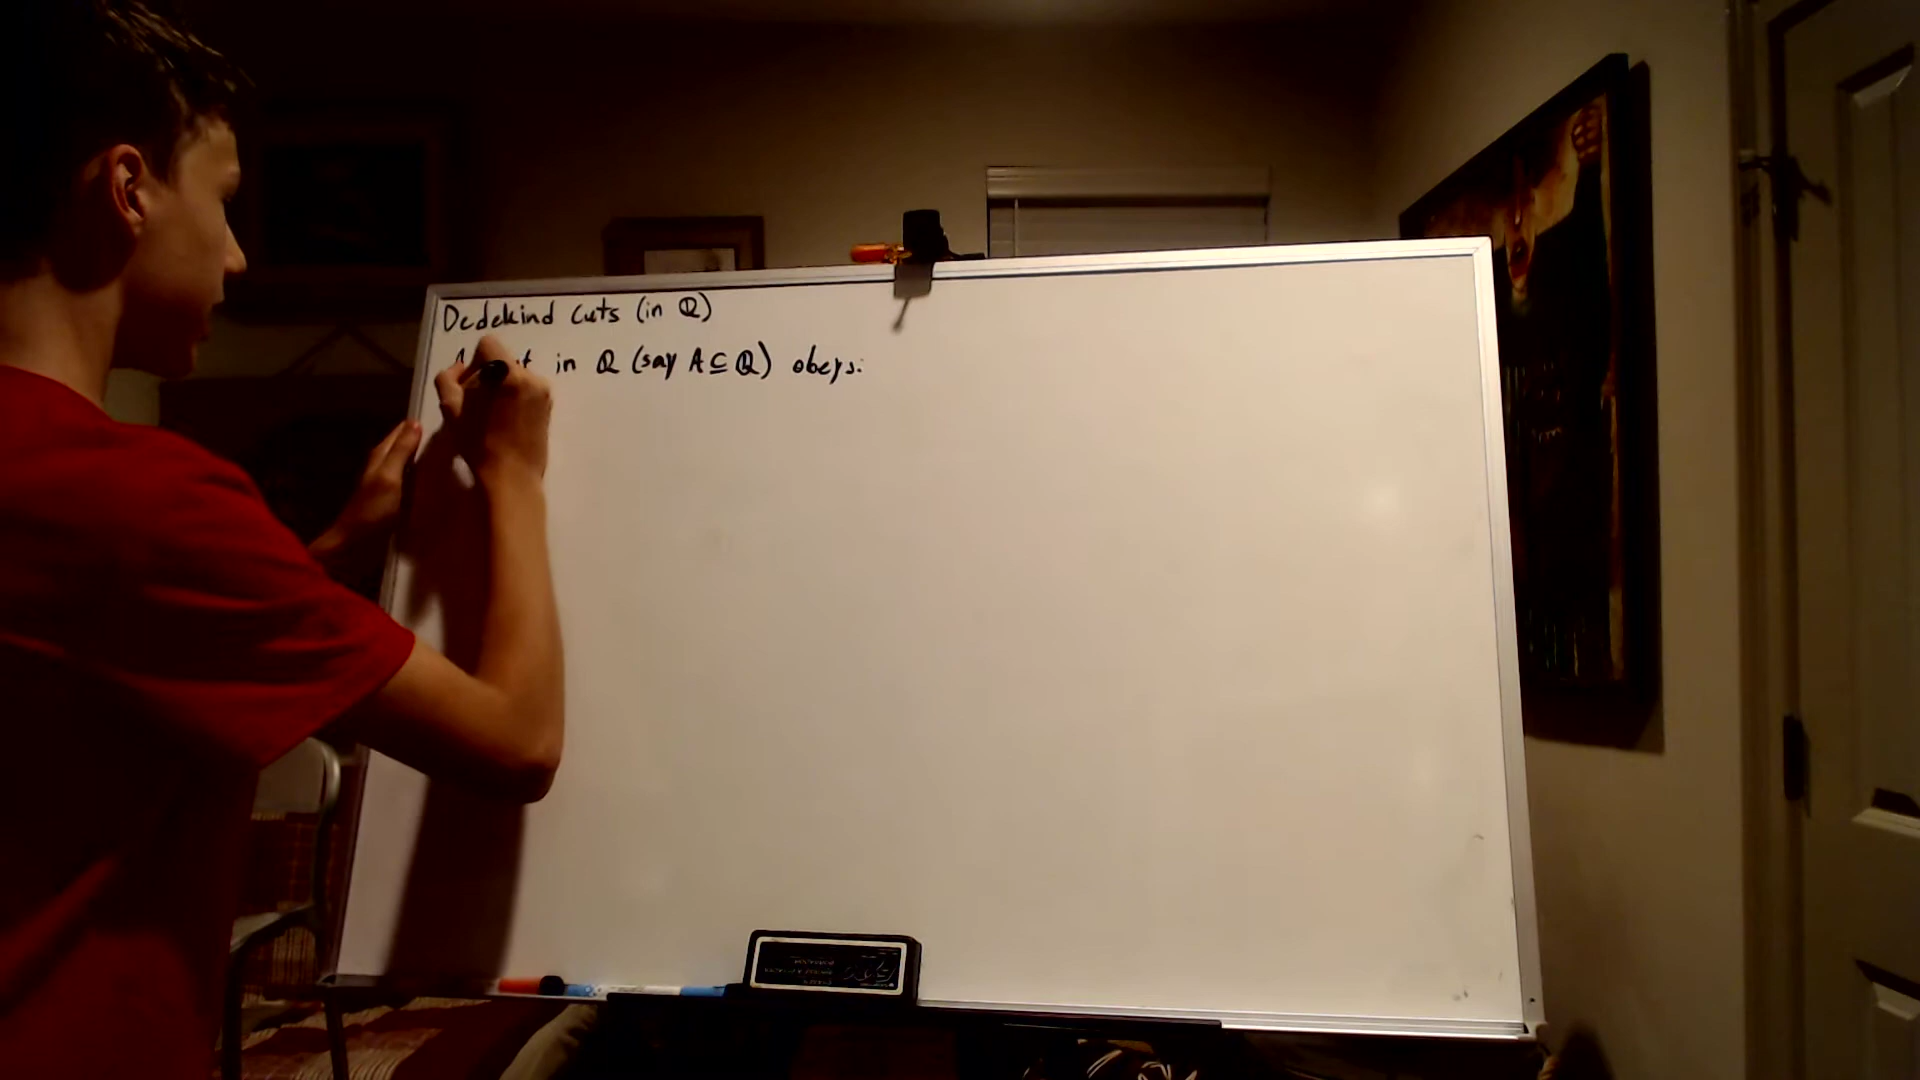 Dedekind Cuts (in ℚ)
A in ℚ (say A ⊆ ℚ) obeys: